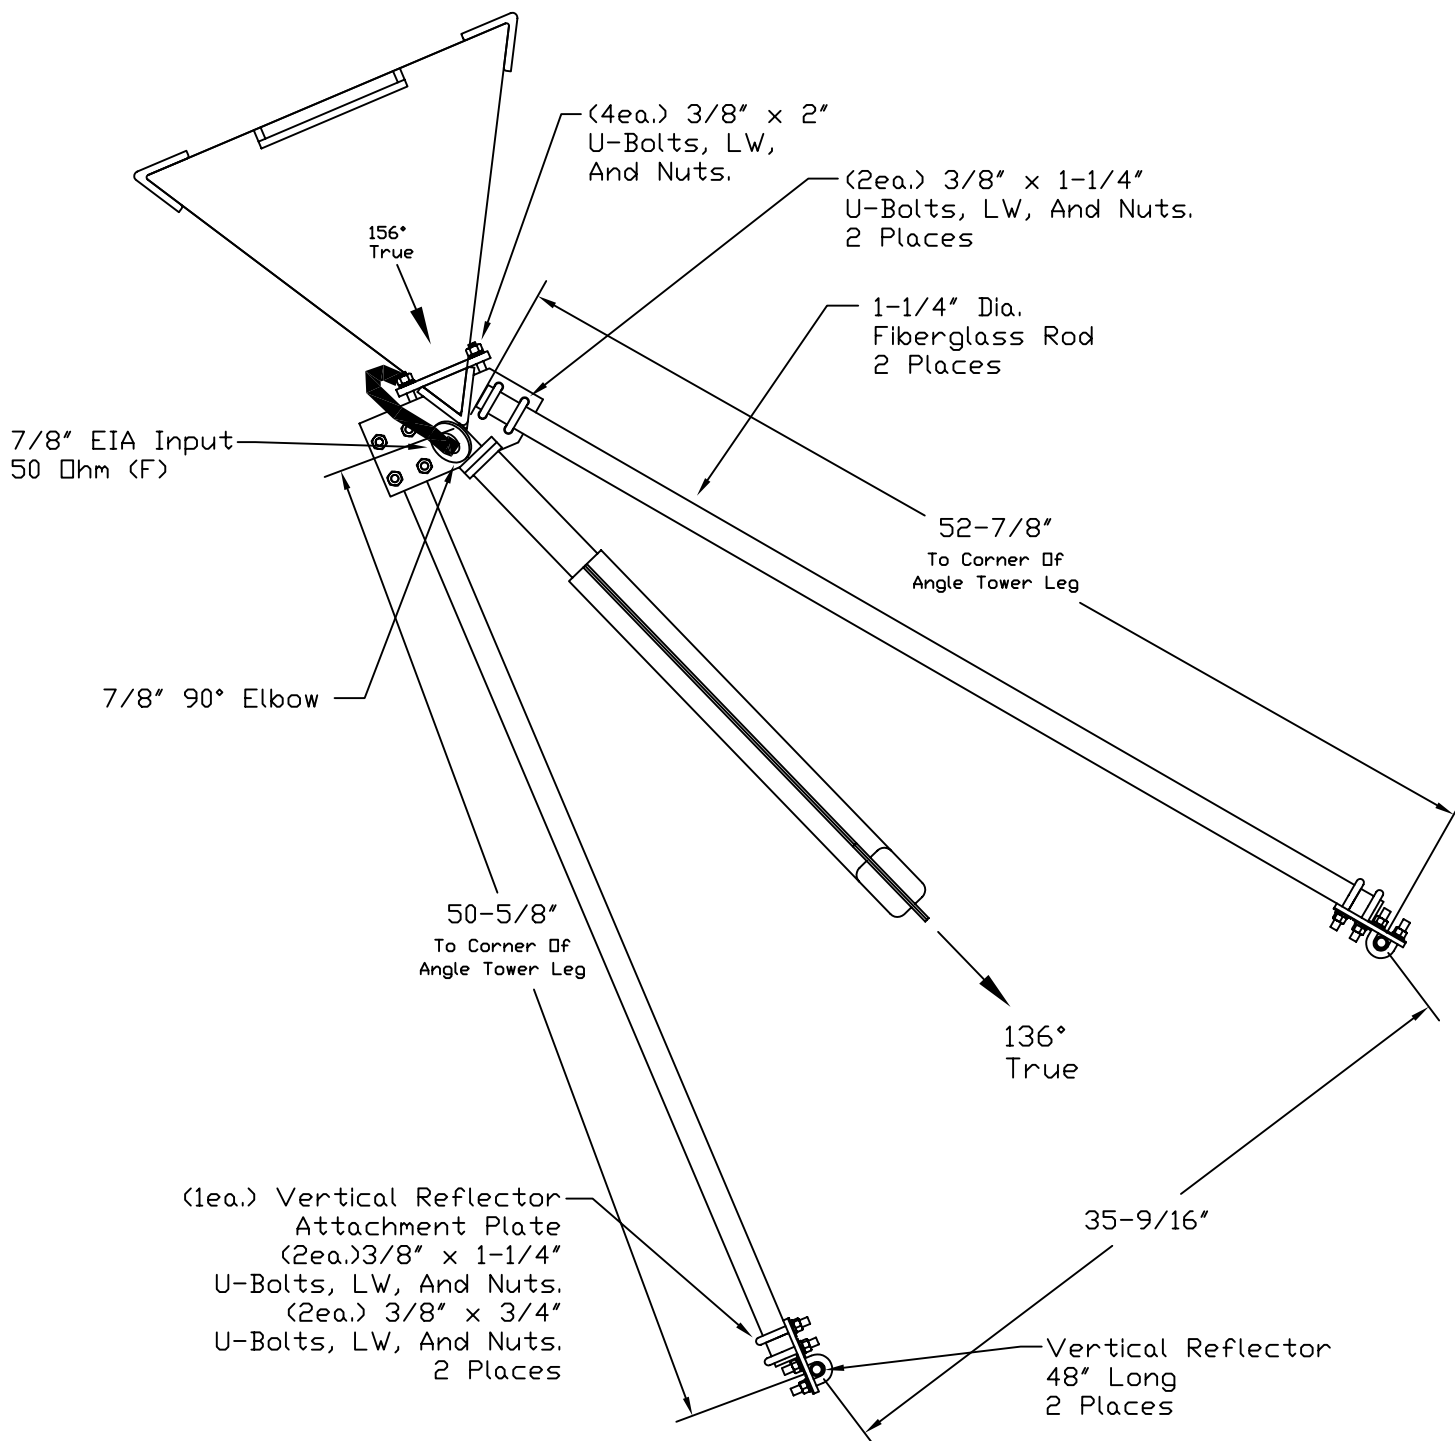 (4ea.) 3/8" x 2"
U-Bolts, LW,
And Nuts.
(2ea.) 3/8" x 1-1/4"
U-Bolts, LW, And Nuts.
2 Places
156°
True
1-1/4" Dia.
Fiberglass Rod
2 Places
7/8" EIA Input
50 Ohm (F)
52-7/8"
To Corner Of
Angle Tower Leg
7/8" 90° Elbow
50-5/8"
To Corner Of
Angle Tower Leg
136°
True
(1ea.) Vertical Reflector
Attachment Plate
(2ea.)3/8" x 1-1/4"
U-Bolts, LW, And Nuts.
(2ea.) 3/8" x 3/4"
U-Bolts, LW, And Nuts.
2 Places
35-9/16"
Vertical Reflector
48" Long
2 Places